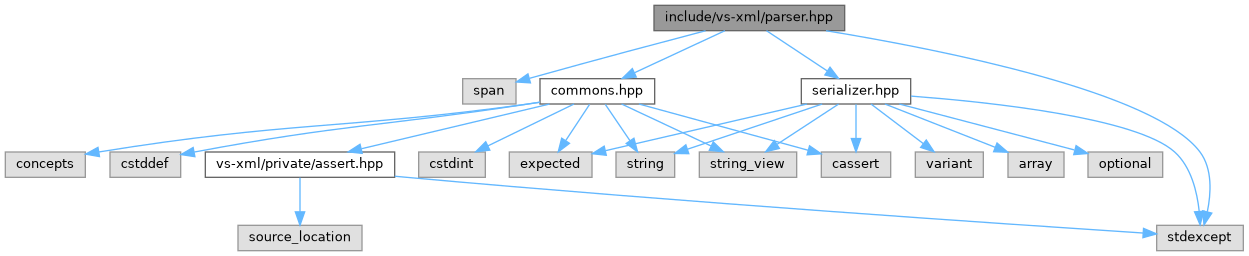 include/vs-xml/parser.hpp
span
commons.hpp
serializer.hpp
concepts
cstddef
vs-xml/private/assert.hpp
cstdint
expected
string
string_view
cassert
variant
array
optional
source_location
stdexcept